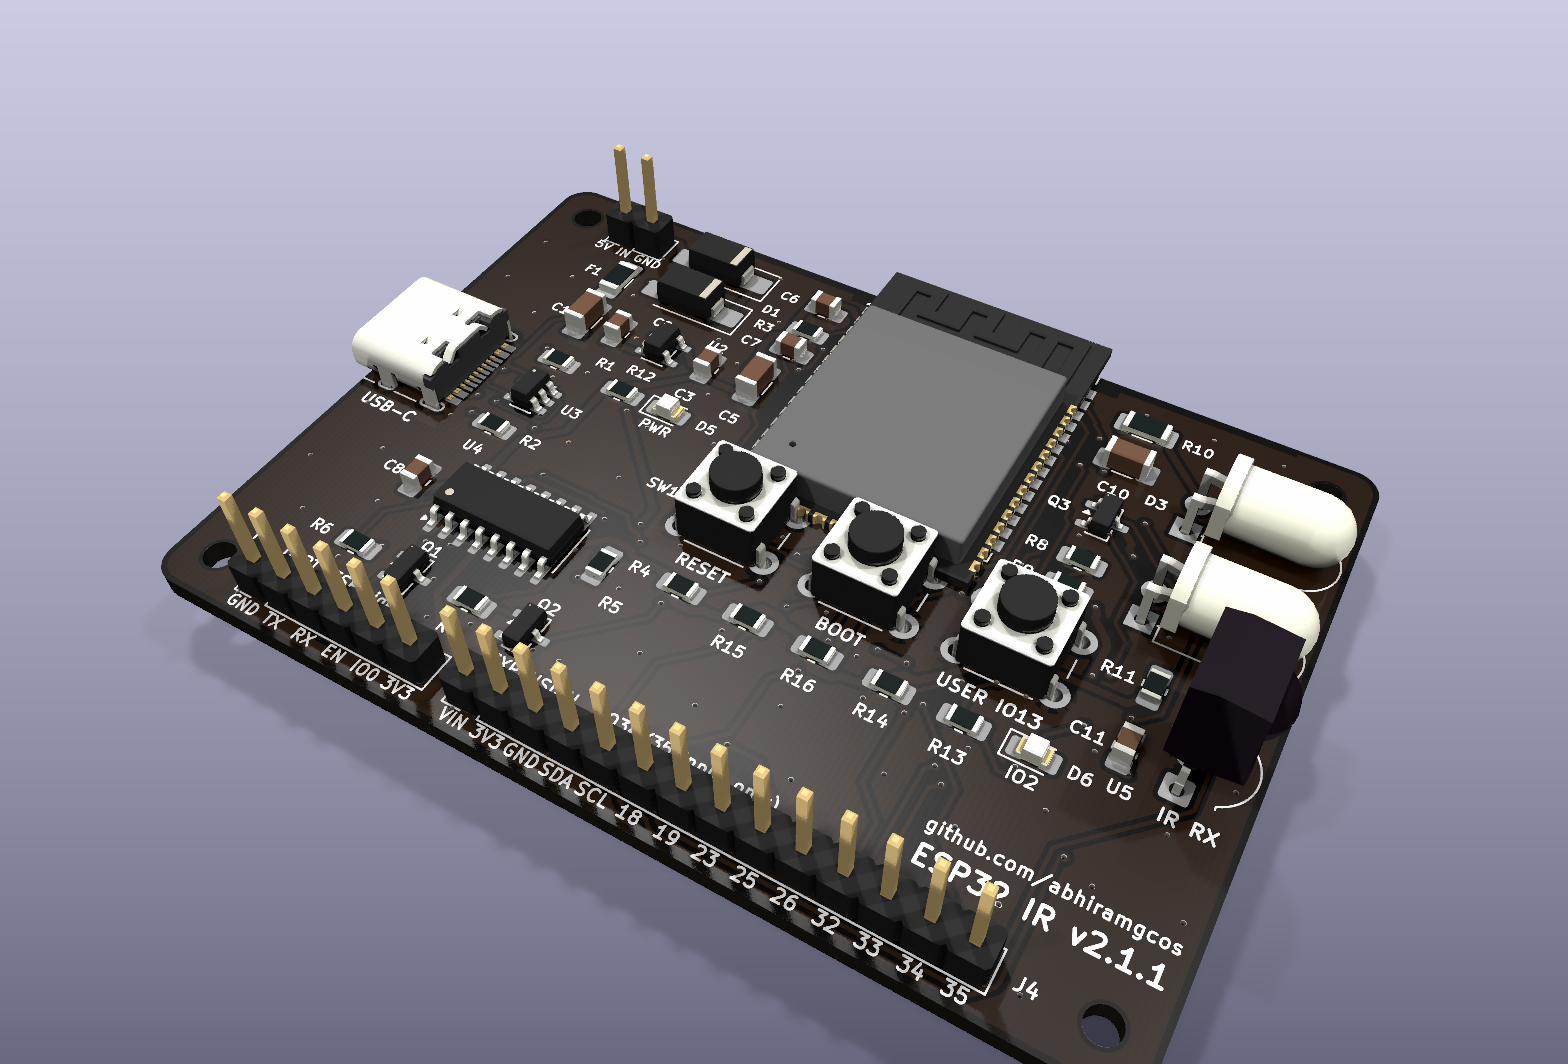 5V IN GND
F1
D1
C6
R3
C7
R1
R12
C3
C5
D5
PWR
U3
USB-C
R2
U4
C8
R10
C10
D3
Q3
R8
SW1
RESET
R6
Q1
R4
R5
Q2
BOOT
R15
R16
R14
R13
USER IO13
R11
C11
IO2
D6
U5
IR RX
GND TX RX EN IO0 3V3
VIN 3V3 GND SDA SCL 18 19 23 25 26 32 33 34 35
J4
github.com/abhiramgcos
ESP32 IR v2.1.1